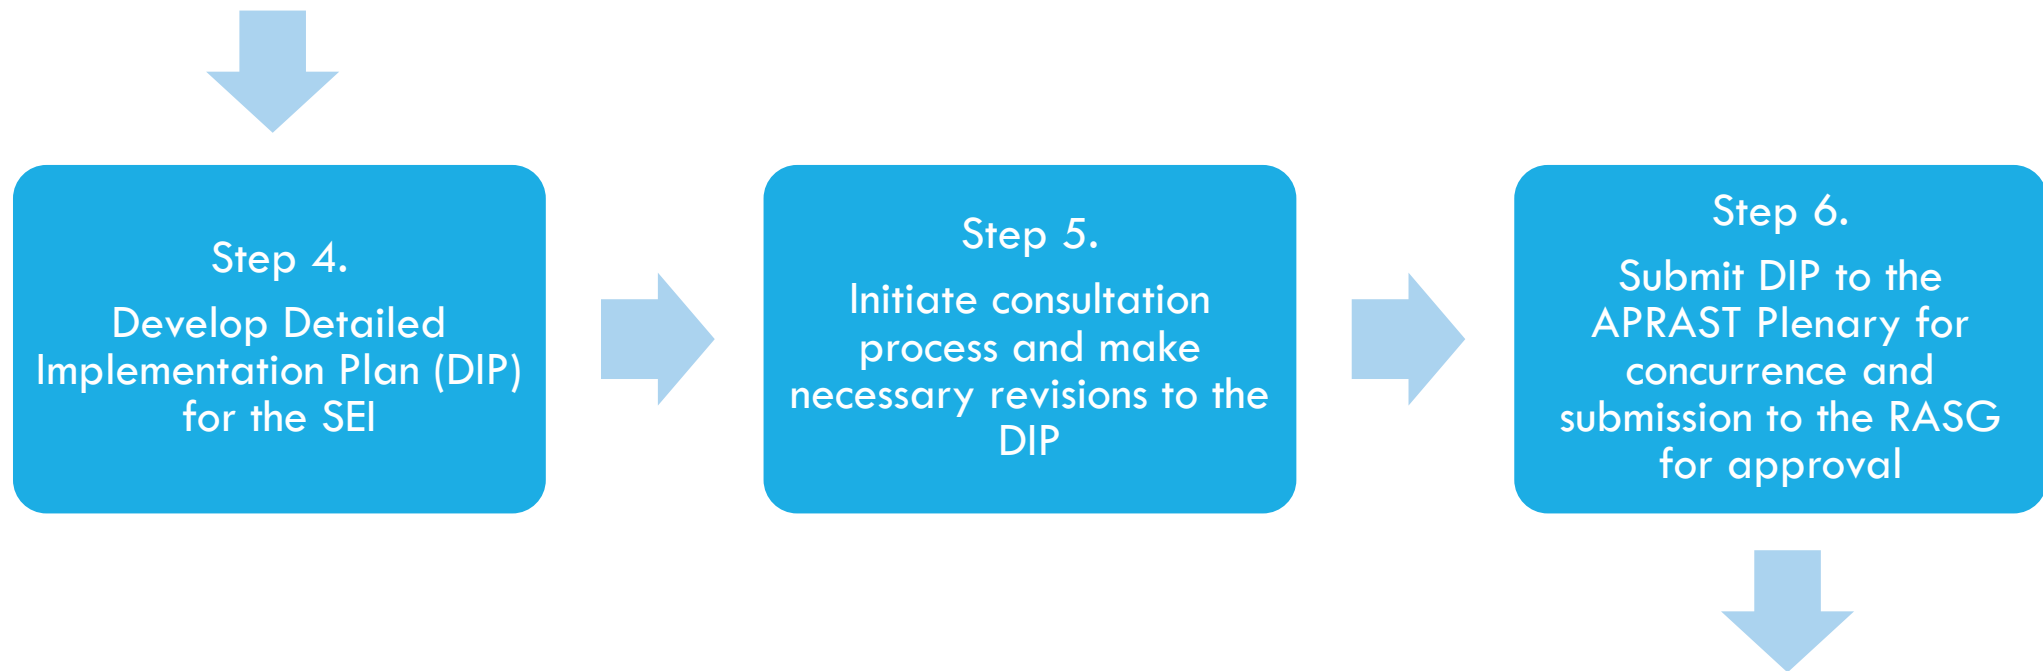 Step 4.
Develop Detailed
Implementation Plan (DIP)
for the SEI
Step 5.
Initiate consultation
process and make
necessary revisions to the
DIP
Step 6.
Submit DIP to the
APRAST Plenary for
concurrence and
submission to the RASG
for approval